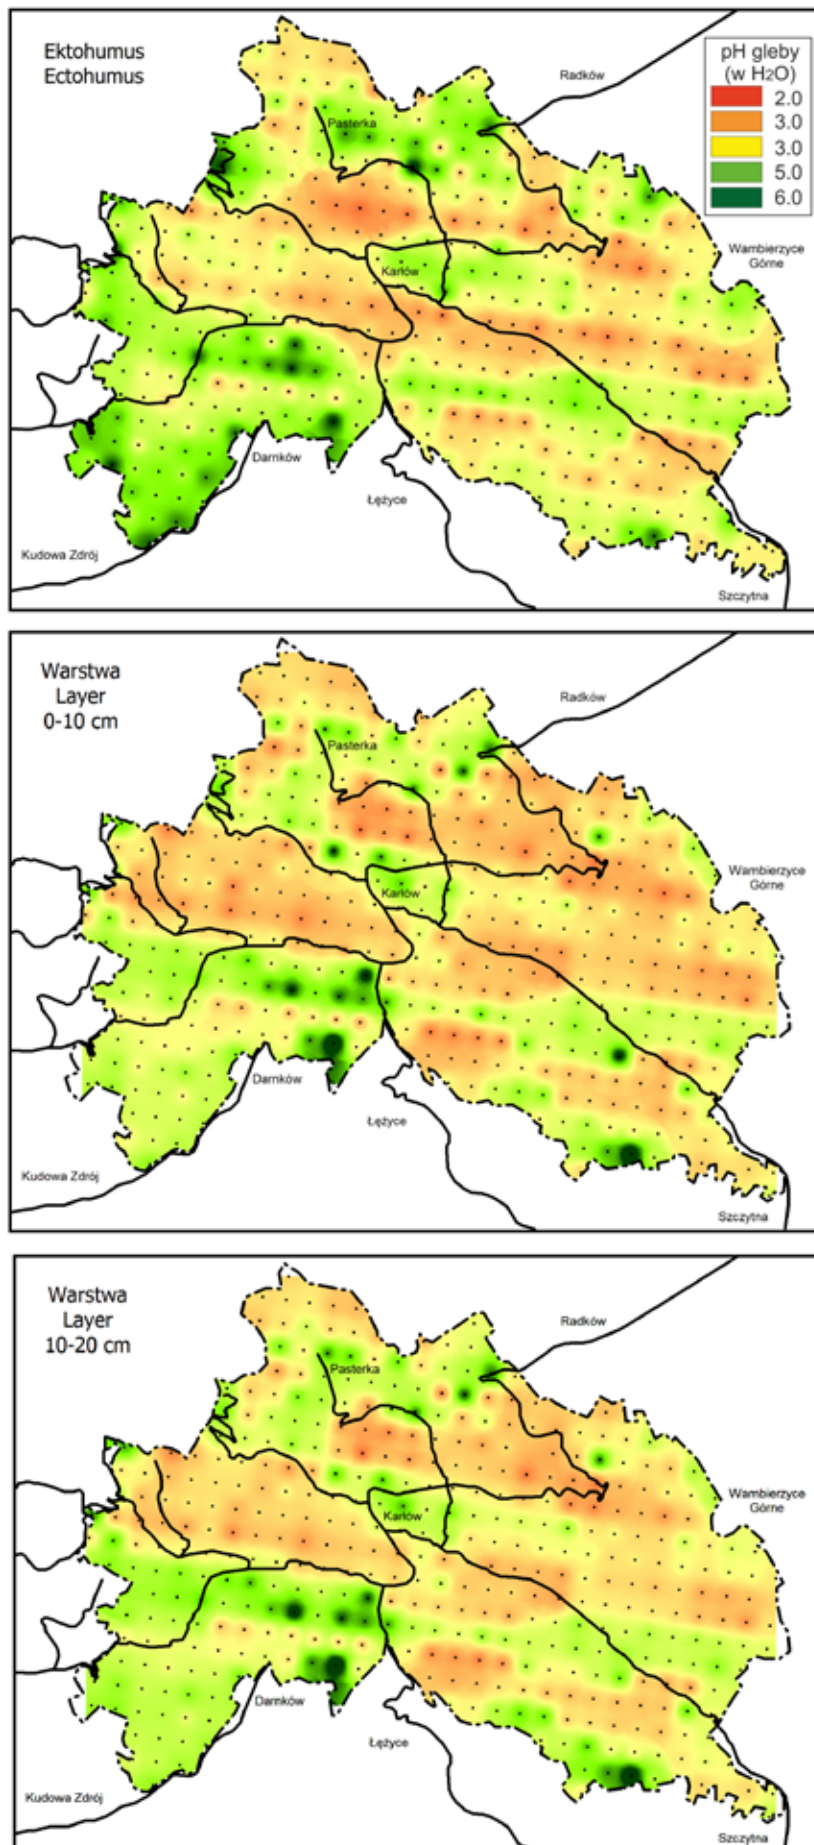 Ektohumus
Ectohumus
pH gleby
(w H2O)
2.0
3.0
3.0
5.0
6.0
Radków
Pasterka
Wambierzyce
Górne
Karłów
Darnków
Łężyce
Kudowa Zdrój
Szczytna
Warstwa
Layer
0-10 cm
Radków
Pasterka
Wambierzyce
Górne
Karłów
Darnków
Łężyce
Kudowa Zdrój
Szczytna
Warstwa
Layer
10-20 cm
Radków
Pasterka
Wambierzyce
Górne
Karłów
Darnków
Łężyce
Kudowa Zdrój
Szczytna